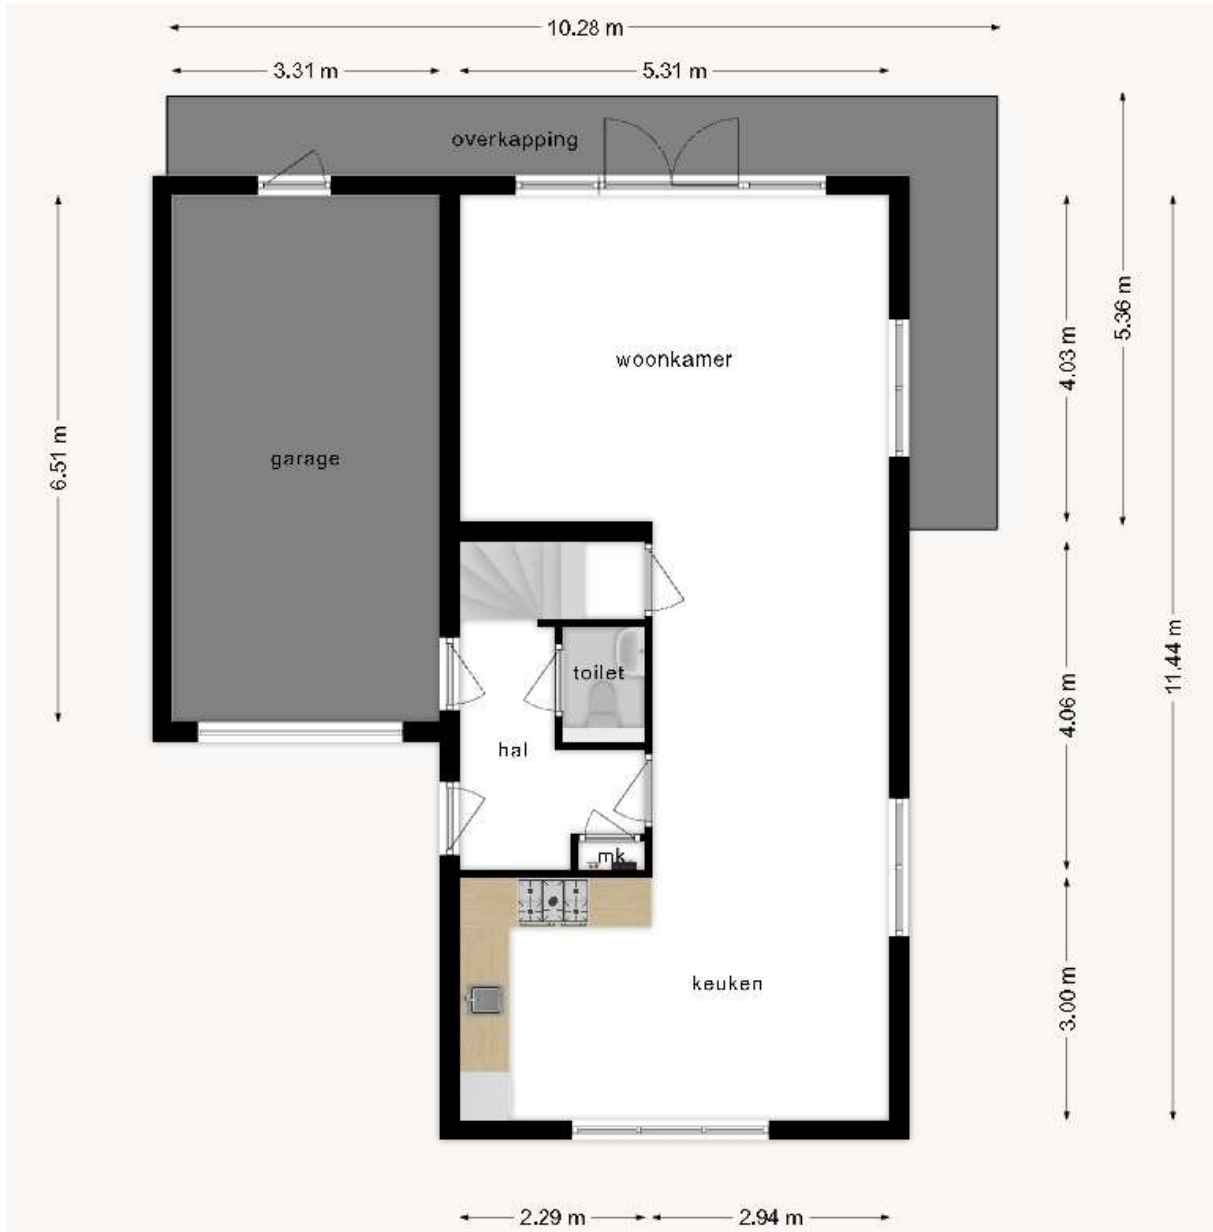 10.28 m
3.31 m
5.31 m
overkapping
5.36 m
4.03 m
woonkamer
6.51 m
garage
11.44 m
toilet
4.06 m
hal
mk
keuken
3.00 m
2.29 m
2.94 m